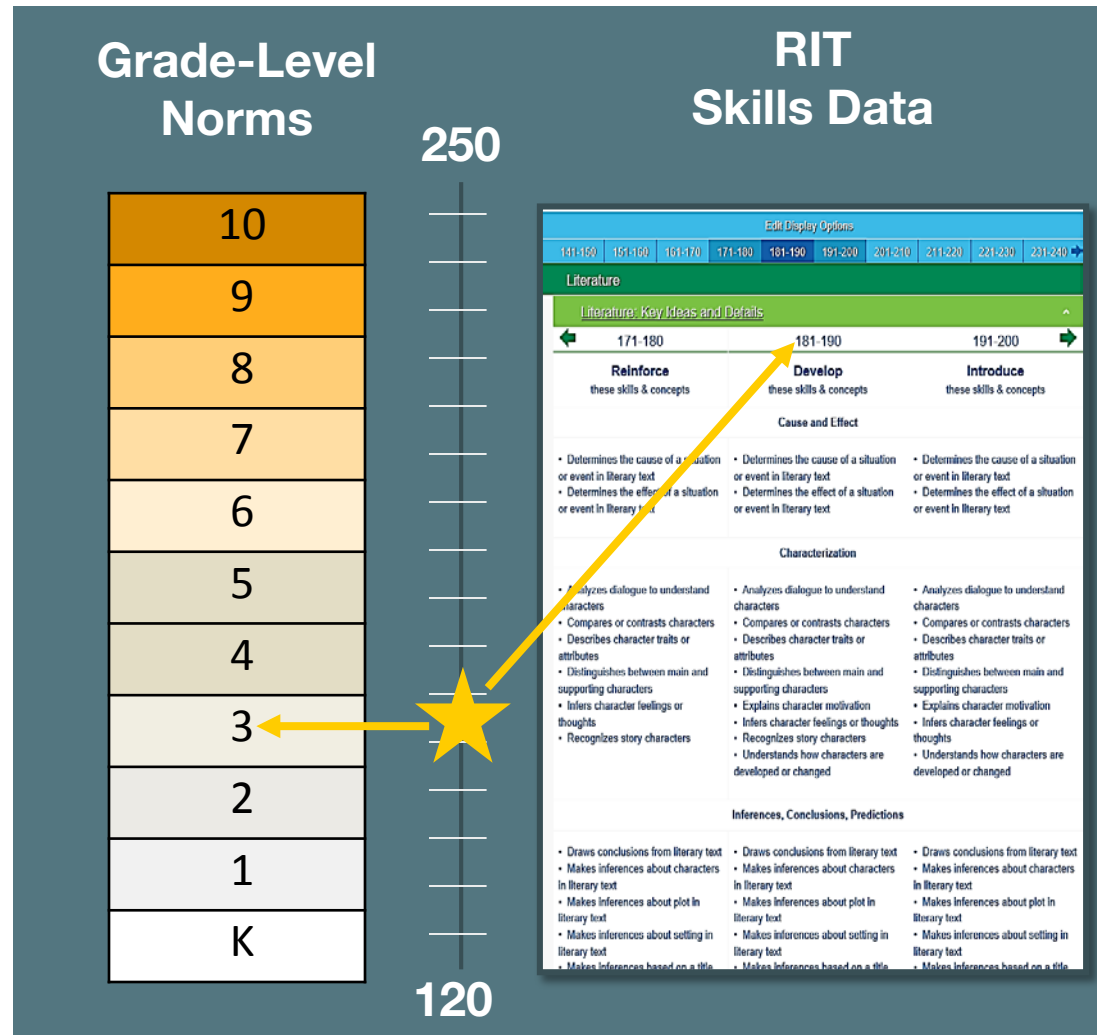 Grade-Level
Norms
10
9
8
7
6
5
4
3
2
1
K
250
120
RIT
Skills Data
Edit Display Options
141-150 151-160 161-170 171-180 181-190 191-200 201-210 211-220 221-230 231-240
Literature
Literature: Key Ideas and Details
171-180 181-190 191-200
Reinforce Develop Introduce
these skills & concepts these skills & concepts these skills & concepts
Cause and Effect
• Determines the cause of a situation
or event in literary text
• Determines the effect of a situation
or event in literary text
• Determines the cause of a situation
or event in literary text
• Determines the effect of a situation
or event in literary text
• Determines the cause of a situation
or event in literary text
• Determines the effect of a situation
or event in literary text
Characterization
• Analyzes dialogue to understand
characters
• Compares or contrasts characters
• Describes character traits or
attributes
• Distinguishes between main and
supporting characters
• Infers character feelings or
thoughts
• Recognizes story characters
• Analyzes dialogue to understand
characters
• Compares or contrasts characters
• Describes character traits or
attributes
• Distinguishes between main and
supporting characters
• Explains character motivation
• Infers character feelings or thoughts
• Recognizes story characters
• Understands how characters are
developed or changed
• Analyzes dialogue to understand
characters
• Compares or contrasts characters
• Describes character traits or
attributes
• Distinguishes between main and
supporting characters
• Explains character motivation
• Infers character feelings or
thoughts
• Understands how characters are
developed or changed
Inferences, Conclusions, Predictions
• Draws conclusions from literary text
• Makes inferences about characters
in literary text
• Makes inferences about plot in
literary text
• Makes inferences about setting in
literary text
• Makes inferences based on a title
• Draws conclusions from literary text
• Makes inferences about characters
in literary text
• Makes inferences about plot in
literary text
• Makes inferences about setting in
literary text
• Makes inferences based on a title
• Draws conclusions from literary text
• Makes inferences about characters
in literary text
• Makes inferences about plot in
literary text
• Makes inferences about setting in
literary text
• Makes inferences based on a title